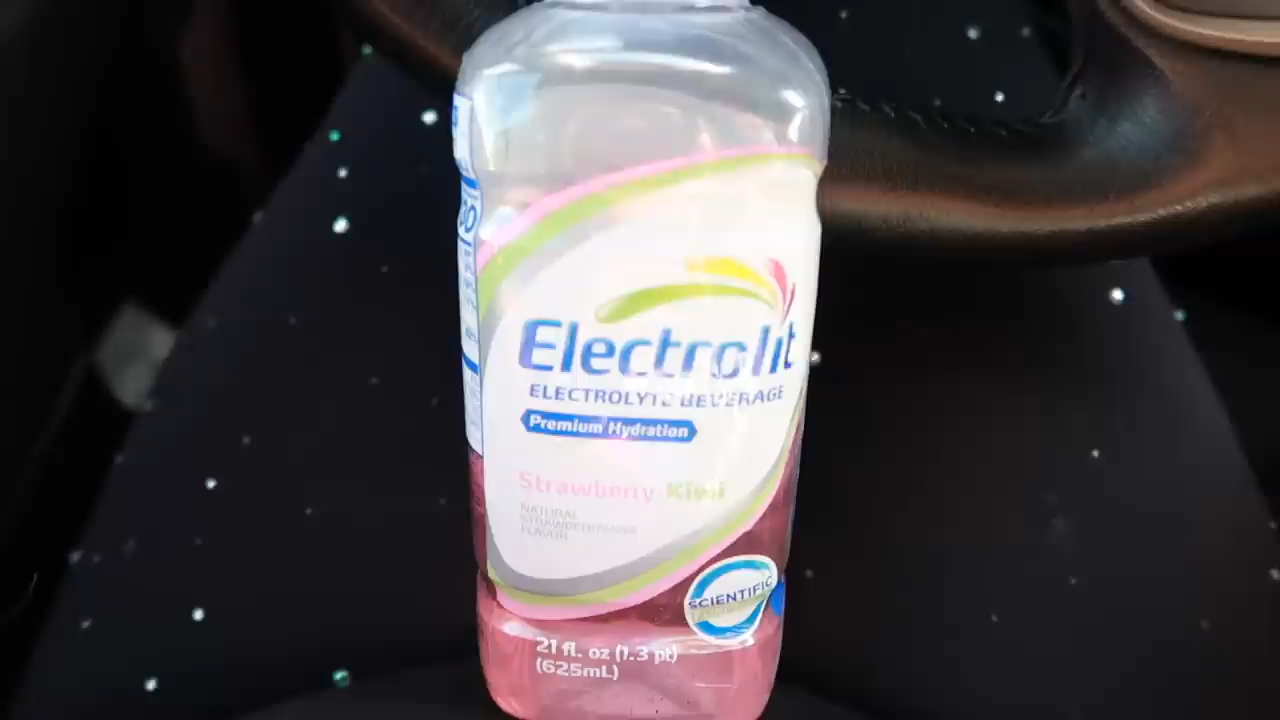 Electrolit
ELECTROLYTE BEVERAGE
Premium Hydration
Strawberry-Kiwi
NATURAL
FLAVOR
SCIENTIFIC
21 fl. oz (1.3 pt)
(625mL)